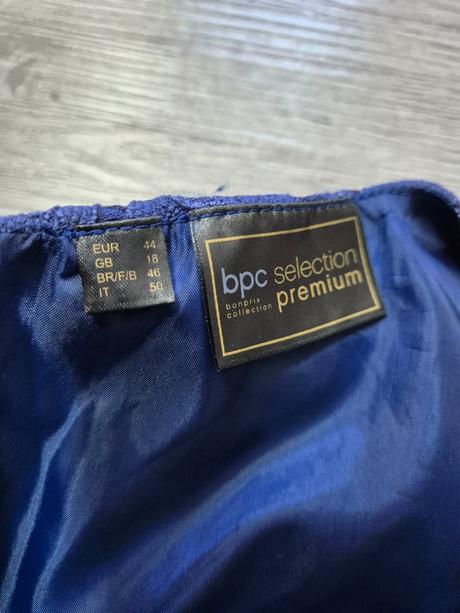 EUR 44
GB 18
BR/F/B 46
IT 50
bpc selection
bonprix
collection
premium